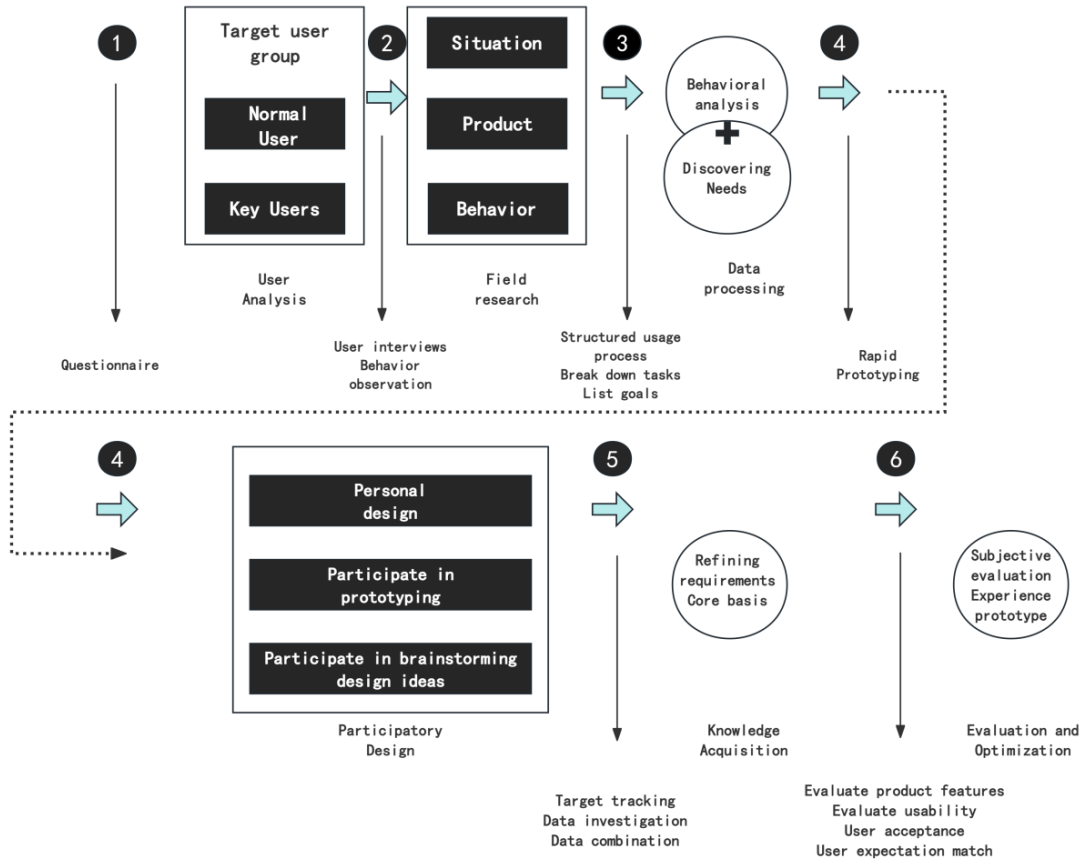 1
Target user
group
Normal
User
Key Users
User
Analysis
Questionnaire
2
Situation
Product
Behavior
Field
research
User interviews
Behavior
observation
3
Behavioral
analysis
+
Discovering
Needs
Data
processing
Structured usage
process
Break down tasks
List goals
4
Rapid
Prototyping
4
Personal
design
Participate in
prototyping
Participate in brainstorming
design ideas
Participatory
Design
5
Refining
requirements
Core basis
Knowledge
Acquisition
Target tracking
Data investigation
Data combination
6
Subjective
evaluation
Experience
prototype
Evaluation and
Optimization
Evaluate product features
Evaluate usability
User acceptance
User expectation match